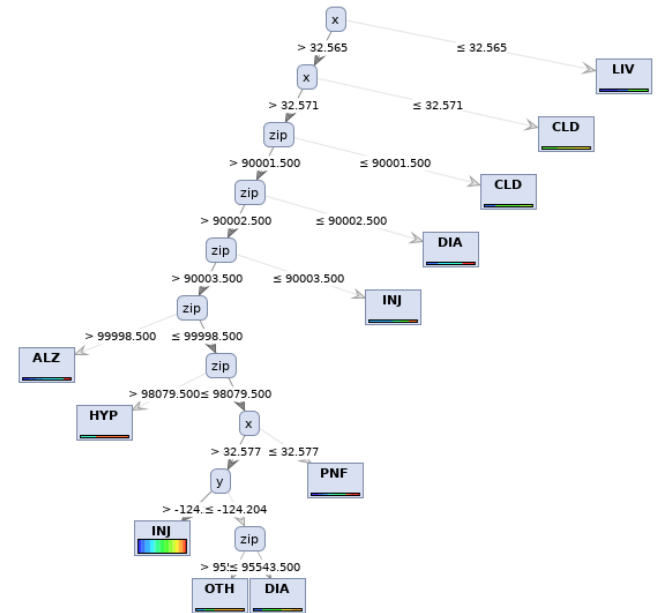 x
> 32.565
≤ 32.565
x
LIV
> 32.571
≤ 32.571
zip
CLD
> 90001.500
≤ 90001.500
zip
CLD
> 90002.500
≤ 90002.500
zip
DIA
> 90003.500
≤ 90003.500
zip
INJ
> 99998.500
≤ 99998.500
ALZ
zip
> 98079.500
≤ 98079.500
HYP
x
> 32.577
≤ 32.577
y
PNF
> -124.
≤ -124.204
INJ
zip
> 95
≤ 95543.500
OTH
DIA